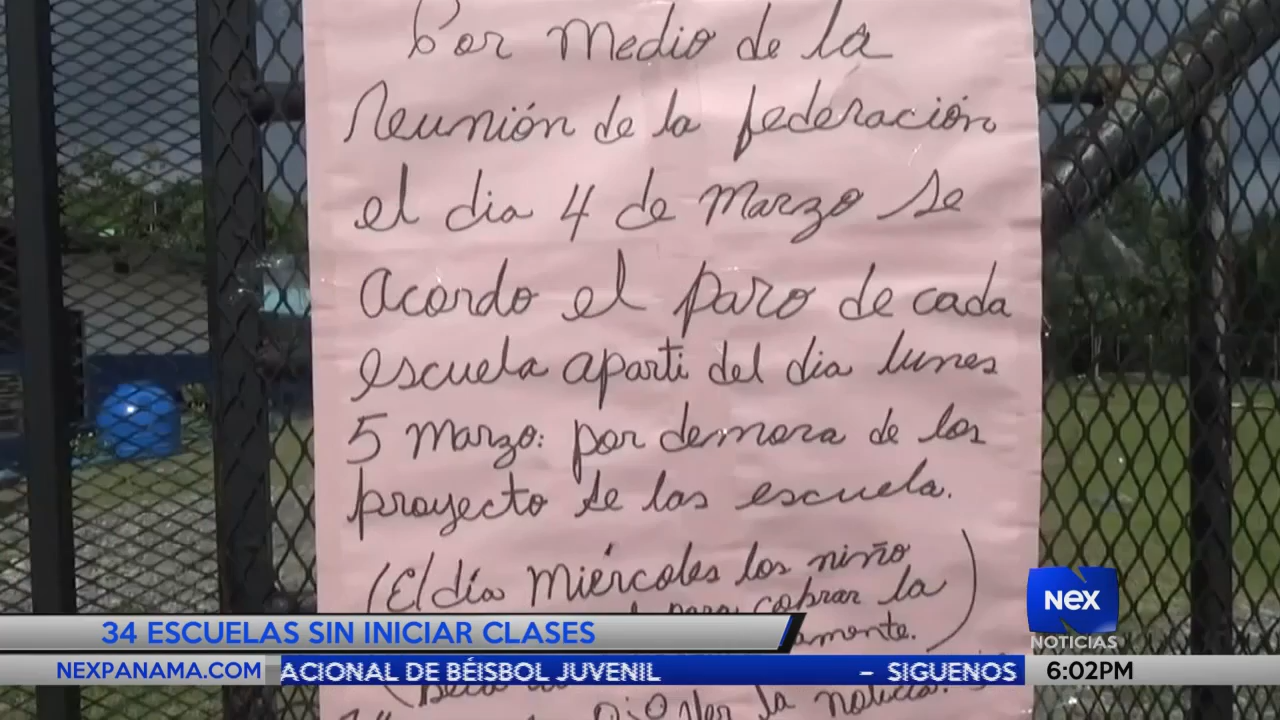 Por medio de la
Reunión de la federación
el dia 4 de Marzo se
acordo el paro de cada
escuela aparti del dia lunes
5 marzo: por demora de los
proyecto de las escuela.
(El día Miércoles los niño
para cobrar la
amente.)
la noticia.
34 ESCUELAS SIN INICIAR CLASES
NEXPANAMA.COM
ACIONAL DE BÉISBOL JUVENIL
- SIGUENOS
NEX
NOTICIAS
6:02PM